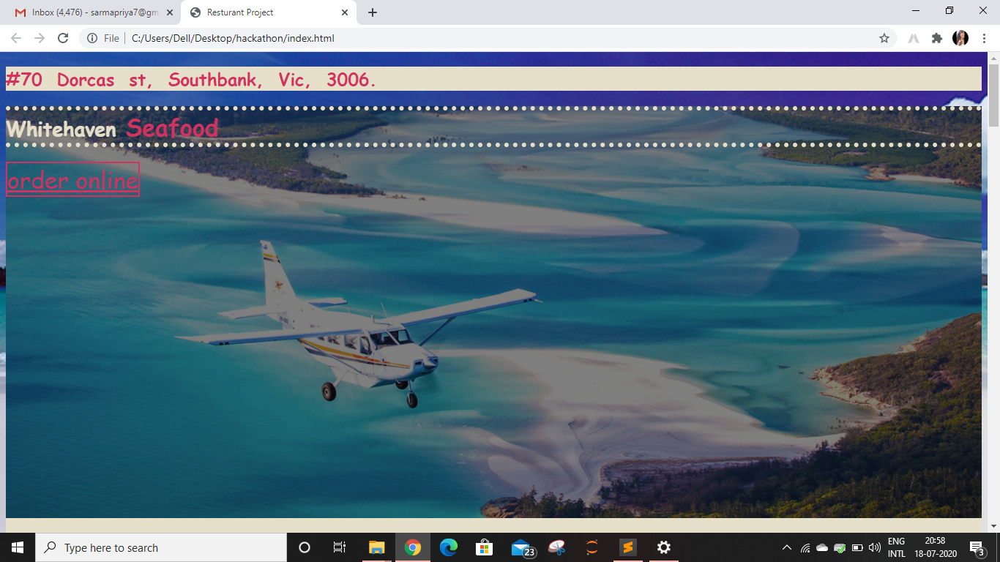 Inbox (4,476) - sarmapriya7@gm
Resturant Project
File
C:/Users/Dell/Desktop/hackathon/index.html
#70 Dorcas st, Southbank, Vic, 3006.
Whitehaven Seafood
order online
Type here to search
23
ENG
INTL
20:58
18-07-2020
3